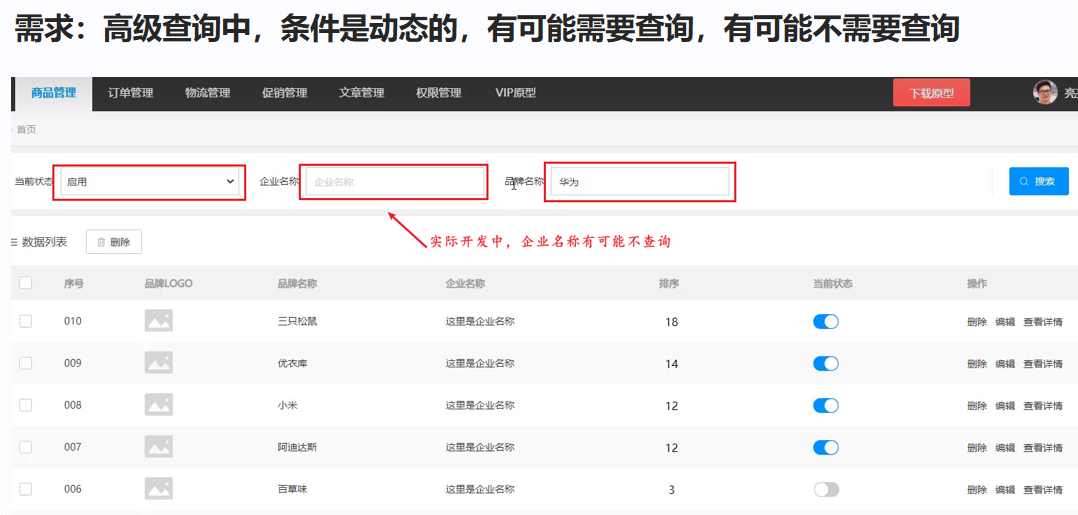 需求：高级查询中，条件是动态的，有可能需要查询，有可能不需要查询
商品管理 订单管理 物流管理 促销管理 文章管理 权限管理 VIP原型 下载原型
首页
当前状态 启用 企业名称 企业名称 品牌名称 华为 搜索
实际开发中，企业名称有可能不查询
数据列表 删除
序号 品牌LOGO 品牌名称 企业名称 排序 当前状态 操作
010 三只松鼠 这里是企业名称 18 删除 编辑 查看详情
009 优衣库 这里是企业名称 14 删除 编辑 查看详情
008 小米 这里是企业名称 12 删除 编辑 查看详情
007 阿迪达斯 这里是企业名称 12 删除 编辑 查看详情
006 百草味 这里是企业名称 3 删除 编辑 查看详情